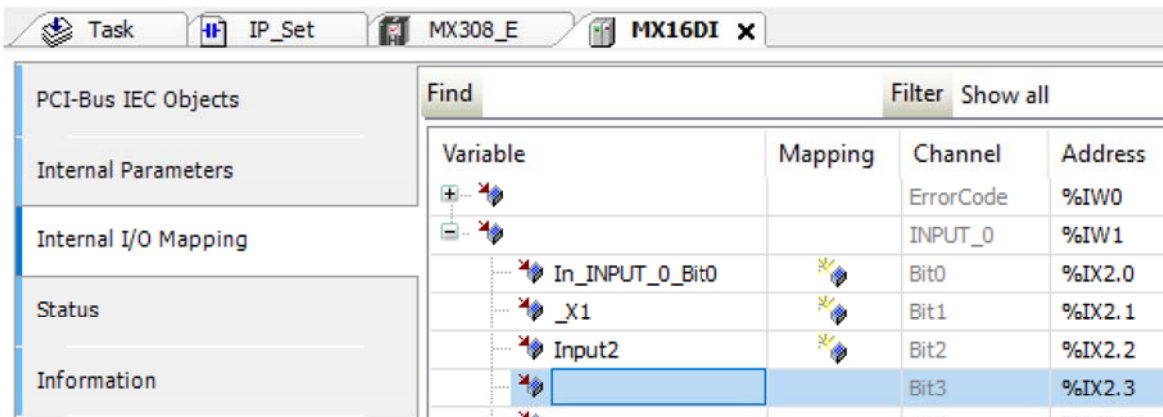 Task IP_Set MX308_E MX16DI
PCI-Bus IEC Objects
Internal Parameters
Internal I/O Mapping
Status
Information
Find Filter Show all
Variable Mapping Channel Address
ErrorCode %IW0
INPUT_0 %IW1
In_INPUT_0_Bit0 Bit0 %IX2.0
_X1 Bit1 %IX2.1
Input2 Bit2 %IX2.2
Bit3 %IX2.3